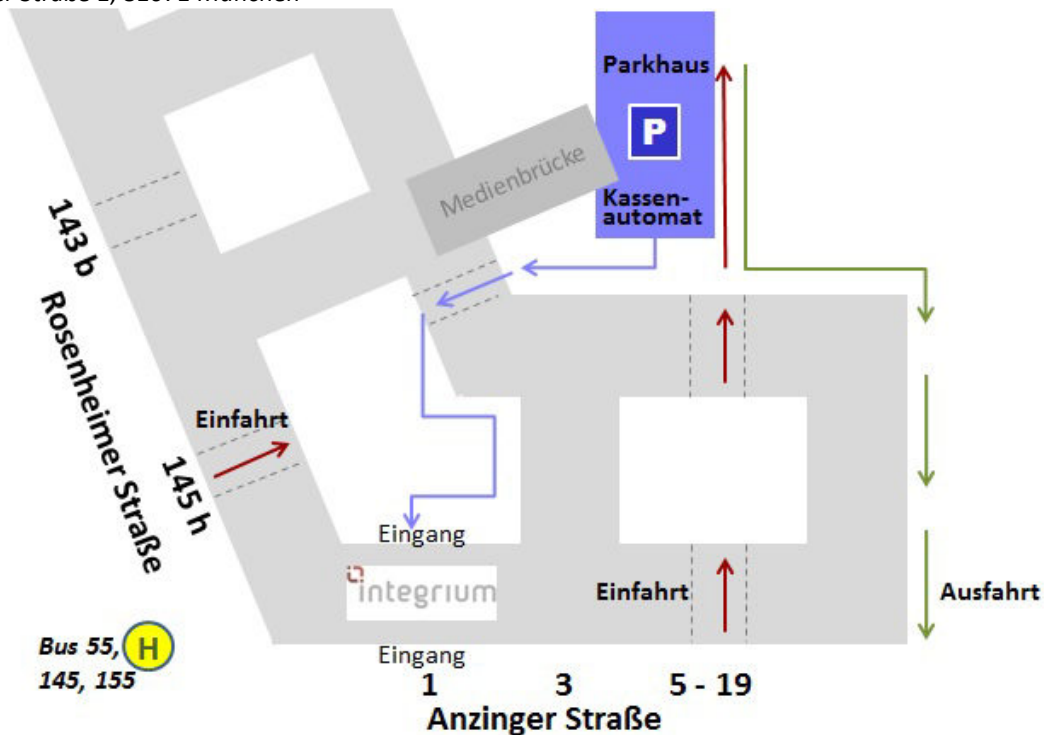 Parkhaus
P
Medienbrücke
Kassen-
automat
143 b
Rosenheimer Straße
Einfahrt
145 h
Eingang
integrium
Einfahrt
Ausfahrt
Bus 55,
H
145, 155
Eingang
1
3
5 - 19
Anzinger Straße